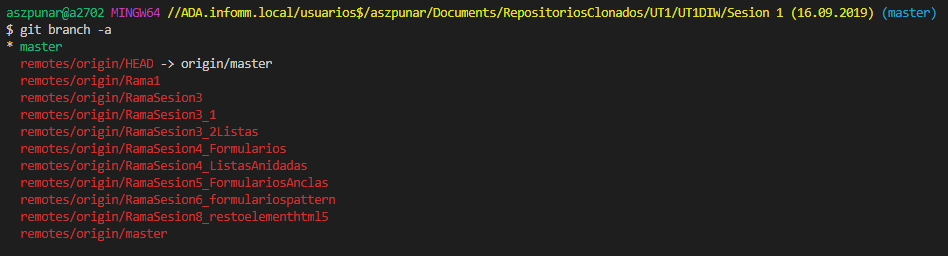 aszpunar@a2702 MINGW64 //ADA.infomm.local/usuarios$/aszpunar/Documents/RepositoriosClonados/UT1/UT1DIW/Sesion 1 (16.09.2019) (master)
$ git branch -a
* master
remotes/origin/HEAD -> origin/master
remotes/origin/Rama1
remotes/origin/RamaSesion3
remotes/origin/RamaSesion3_1
remotes/origin/RamaSesion3_2Listas
remotes/origin/RamaSesion4_Formularios
remotes/origin/RamaSesion4_ListasAnidadas
remotes/origin/RamaSesion5_FormulariosAnclas
remotes/origin/RamaSesion6_formulariospattern
remotes/origin/RamaSesion8_restoelementhtml5
remotes/origin/master